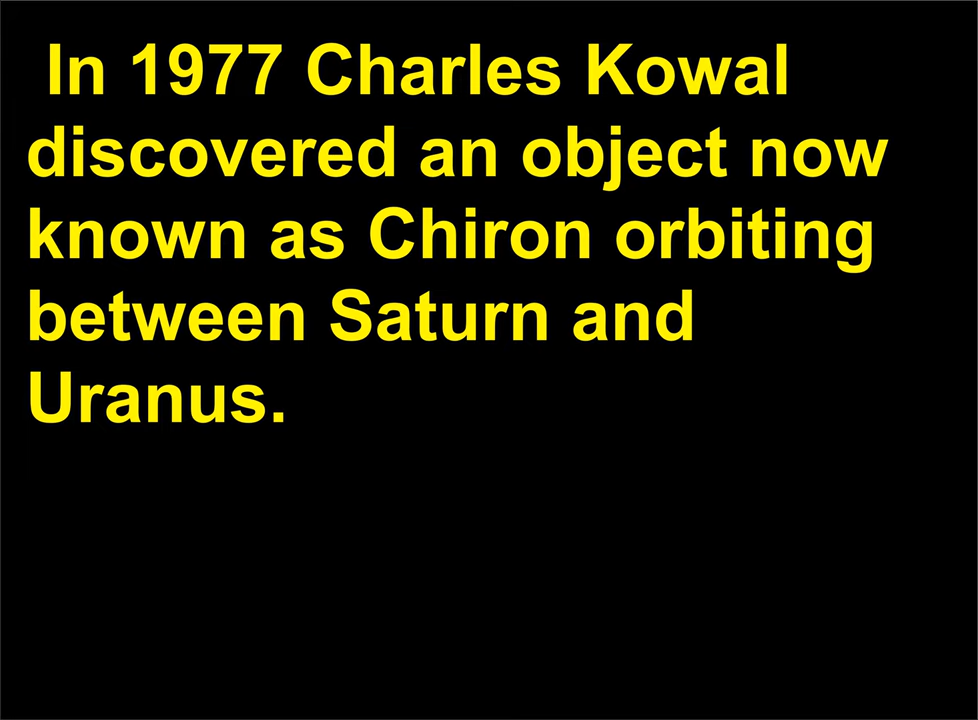 In 1977 Charles Kowal
discovered an object now
known as Chiron orbiting
between Saturn and
Uranus.